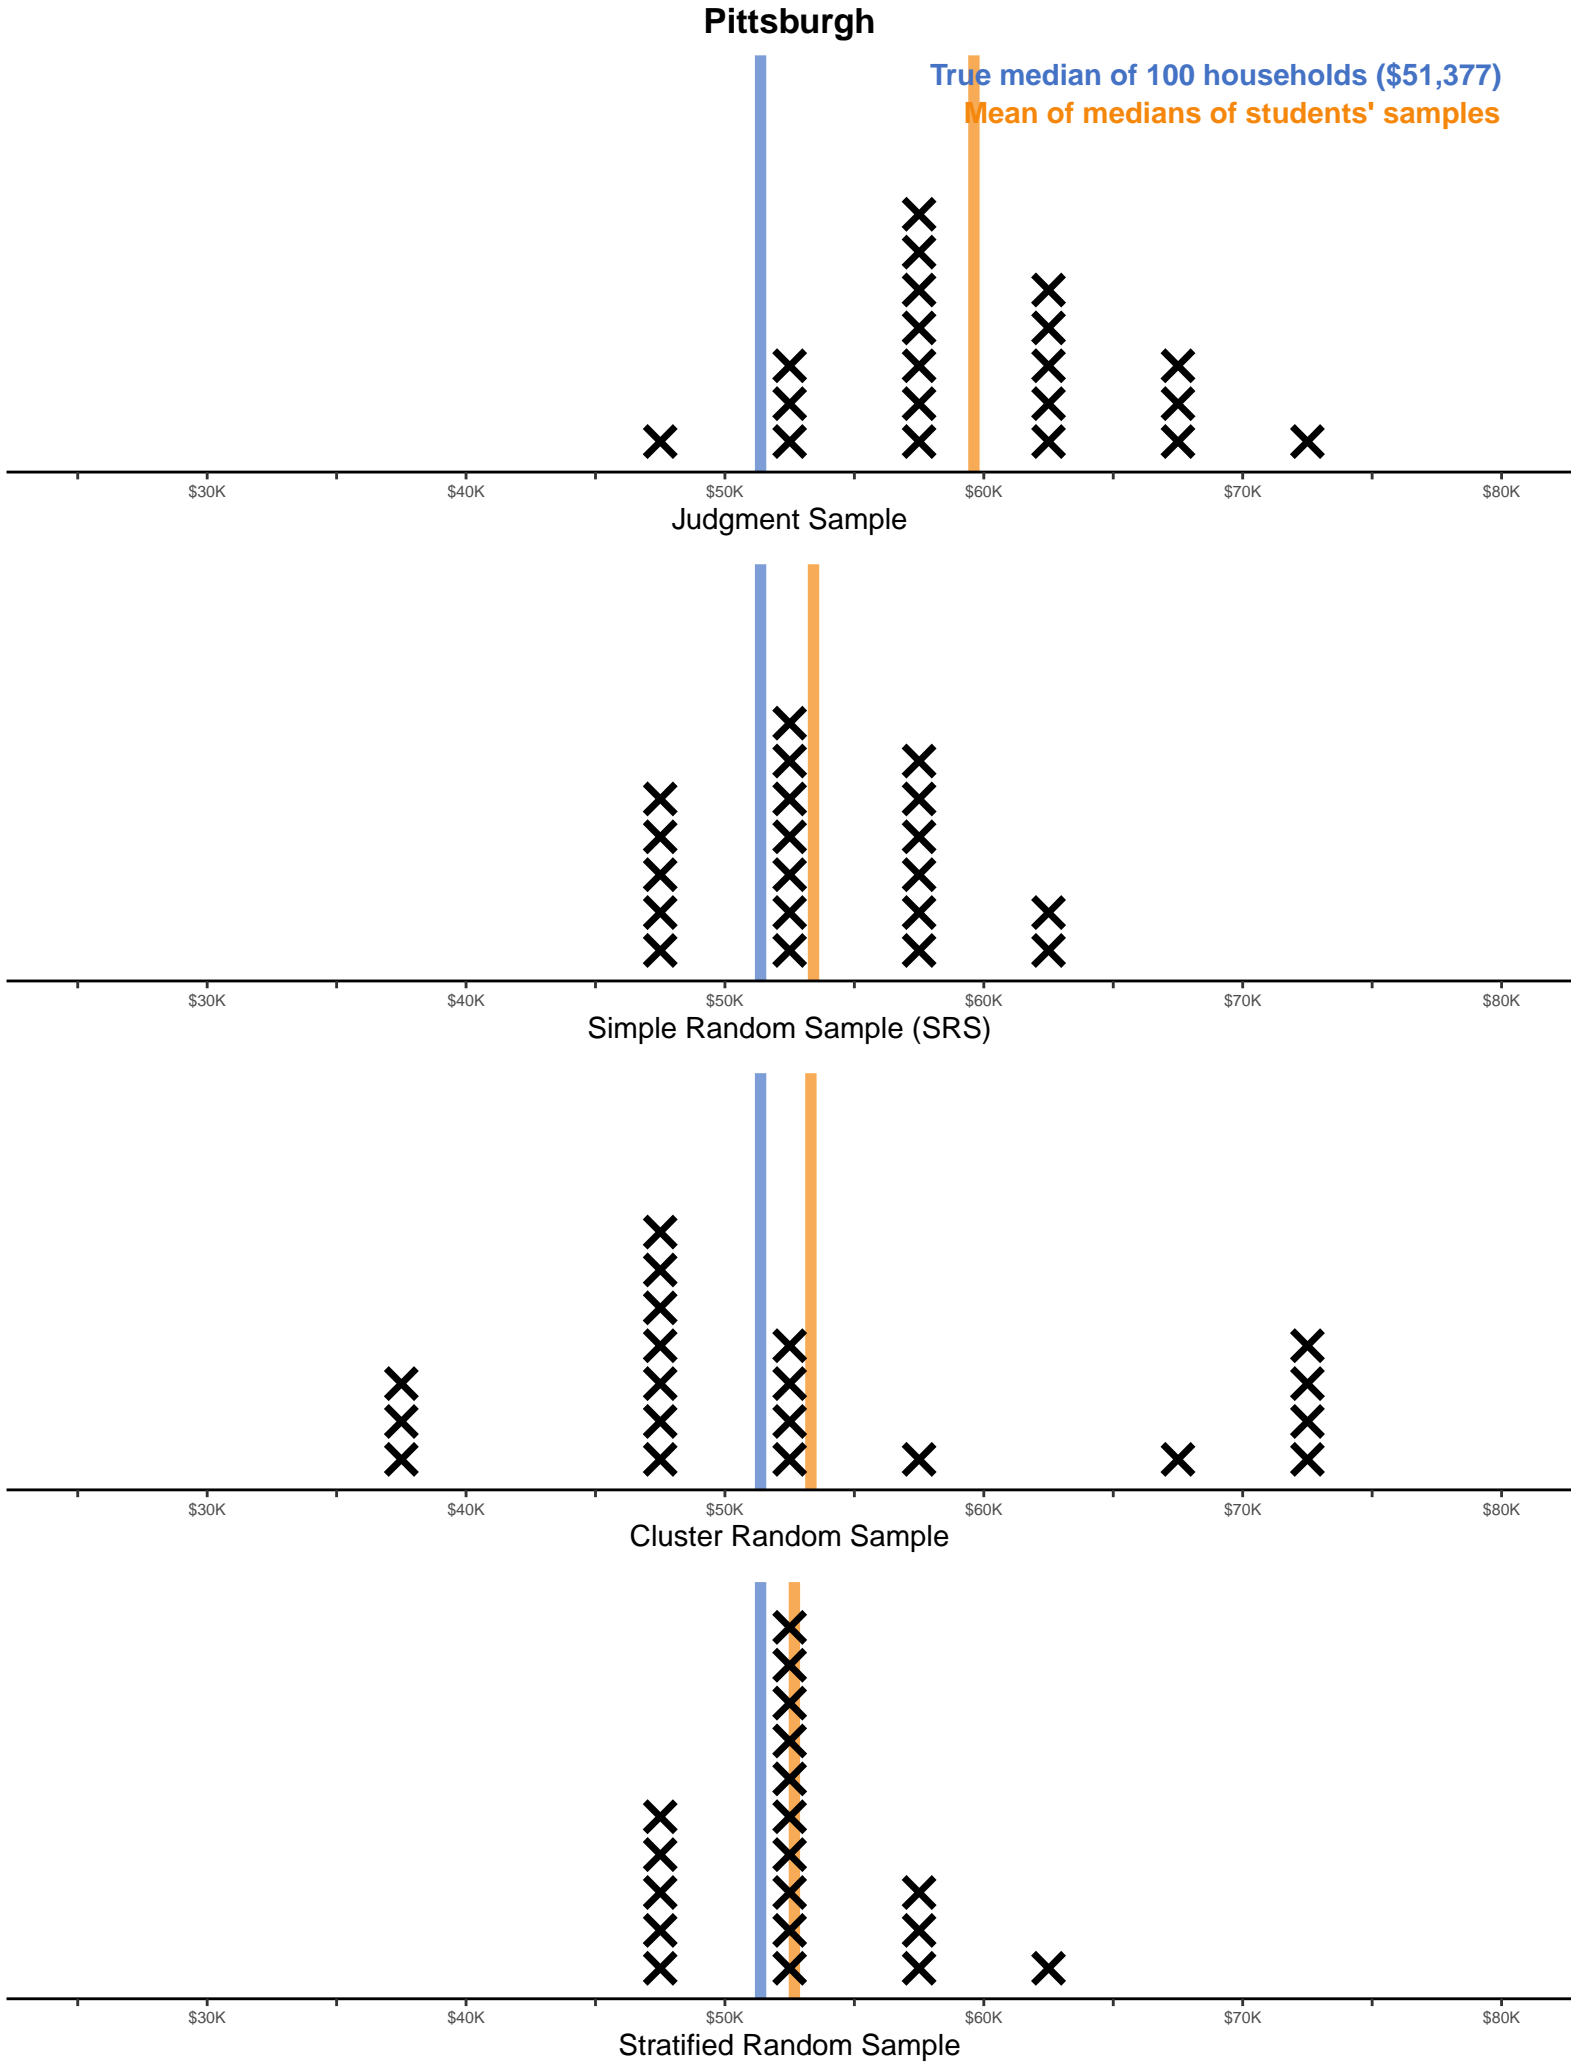 Pittsburgh
True median of 100 households ($51,377)
Mean of medians of students' samples
$30K $40K $50K $60K $70K $80K
Judgment Sample
$30K $40K $50K $60K $70K $80K
Simple Random Sample (SRS)
$30K $40K $50K $60K $70K $80K
Cluster Random Sample
$30K $40K $50K $60K $70K $80K
Stratified Random Sample